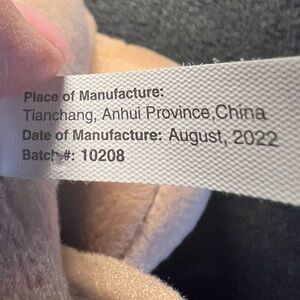 Place of Manufacture:
Tianchang, Anhui Province,China
Date of Manufacture: August, 2022
Batch#: 10208